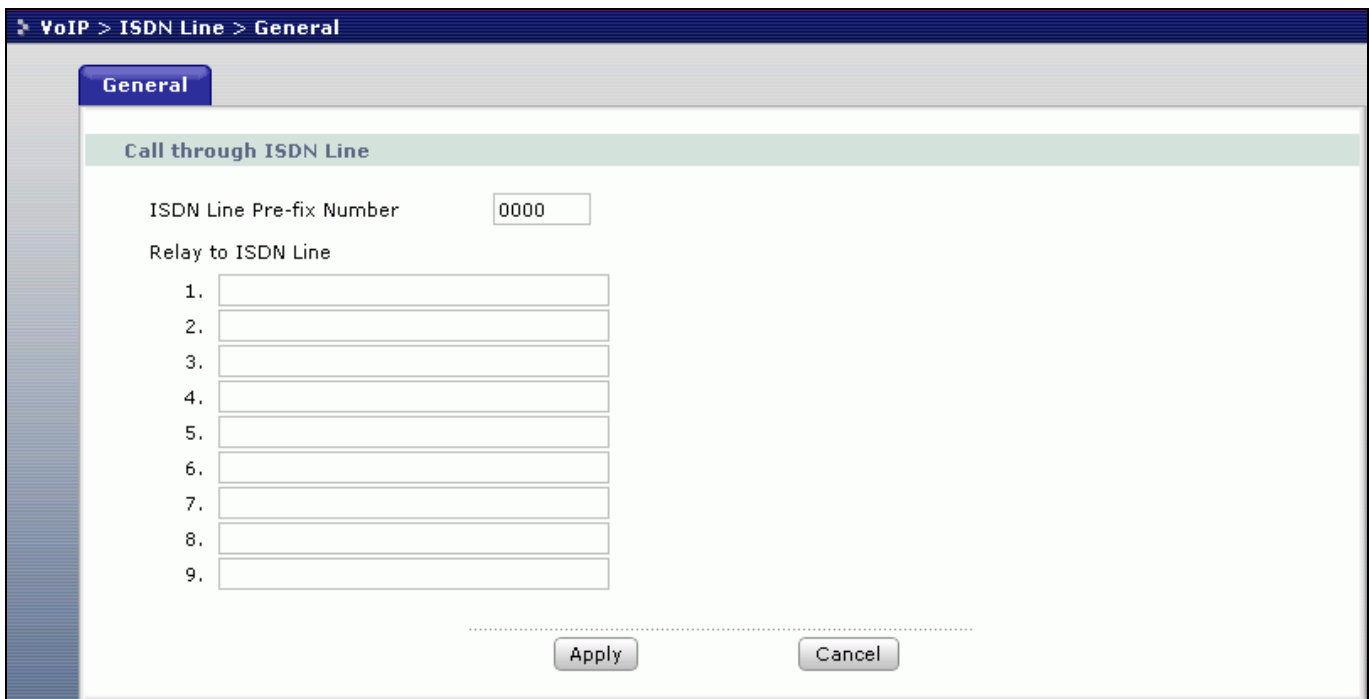 VoIP > ISDN Line > General
General
Call through ISDN Line
ISDN Line Pre-fix Number 0000
Relay to ISDN Line
1.
2.
3.
4.
5.
6.
7.
8.
9.
Apply Cancel